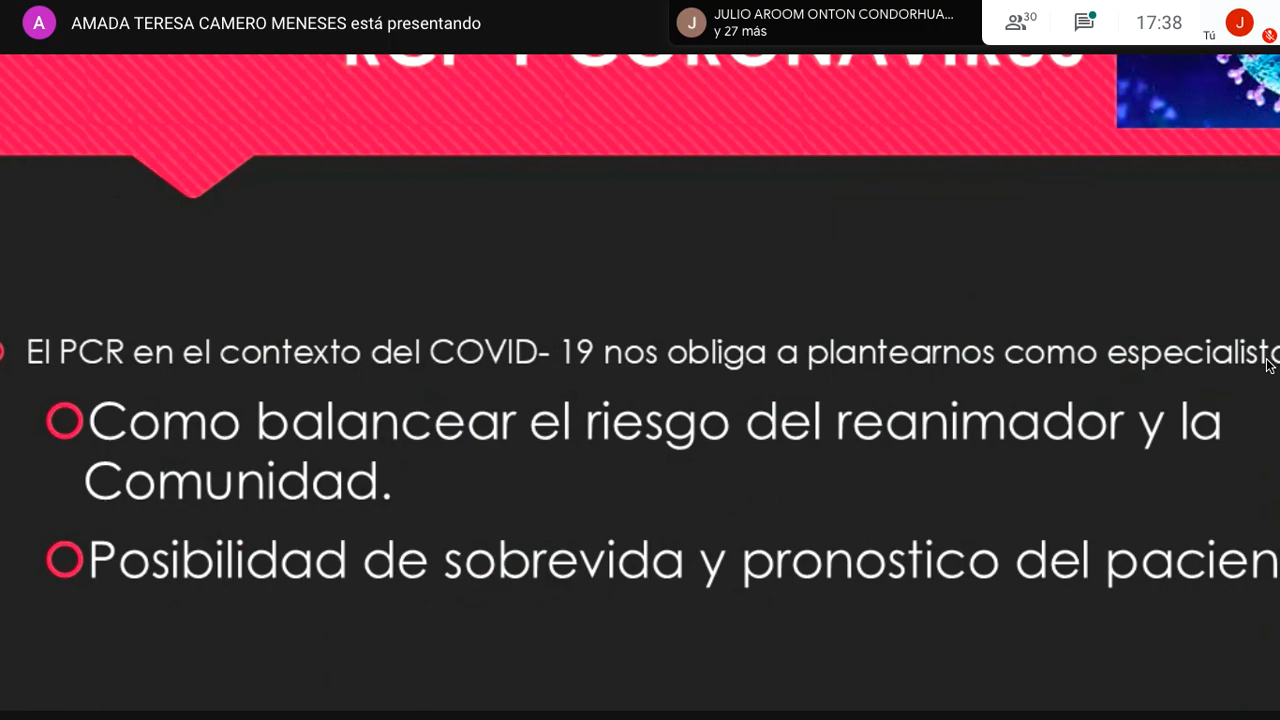 A AMADA TERESA CAMERO MENESES está presentando
J JULIO AROOM ONTON CONDORHUA...
y 27 más
30
17:38
Tú
J
RCP Y CORONAVIRUS
El PCR en el contexto del COVID- 19 nos obliga a plantearnos como especialista
Como balancear el riesgo del reanimador y la
Comunidad.
Posibilidad de sobrevida y pronostico del pacien